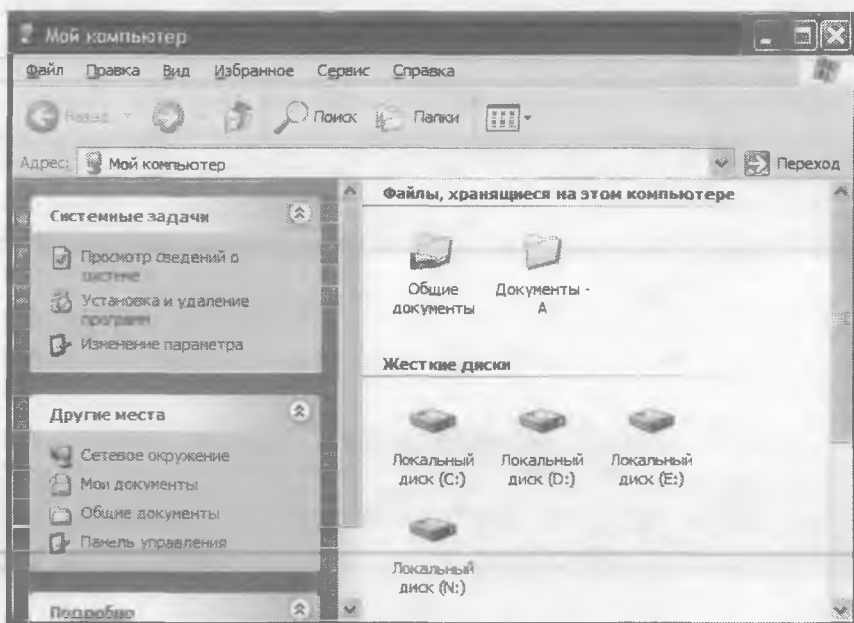 Мой компьютер
Файл Правка Вид Избранное Сервис Справка
Назад Поиск Папки
Адрес: Мой компьютер Переход
Системные задачи
Просмотр сведений о
системе
Установка и удаление
программ
Изменение параметра
Другие места
Сетевое окружение
Мои документы
Общие документы
Панель управления
Подробно
Файлы, хранящиеся на этом компьютере
Общие
документы
Документы -
А
Жесткие диски
Локальный
диск (C:)
Локальный
диск (D:)
Локальный
диск (E:)
Локальный
диск (N:)